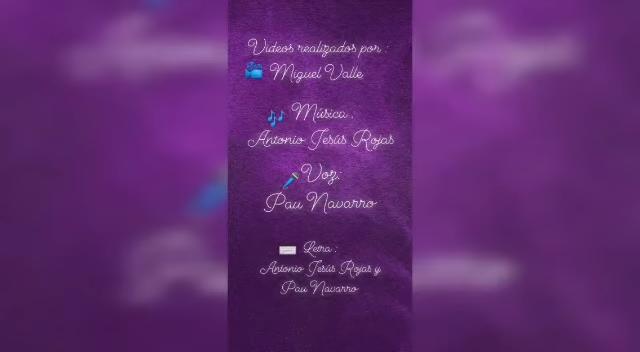 Videos realizados por :
Miguel Valle
Música :
Antonio Jesús Rojas
Voz:
Pau Navarro
Letra :
Antonio Jesús Rojas y
Pau Navarro